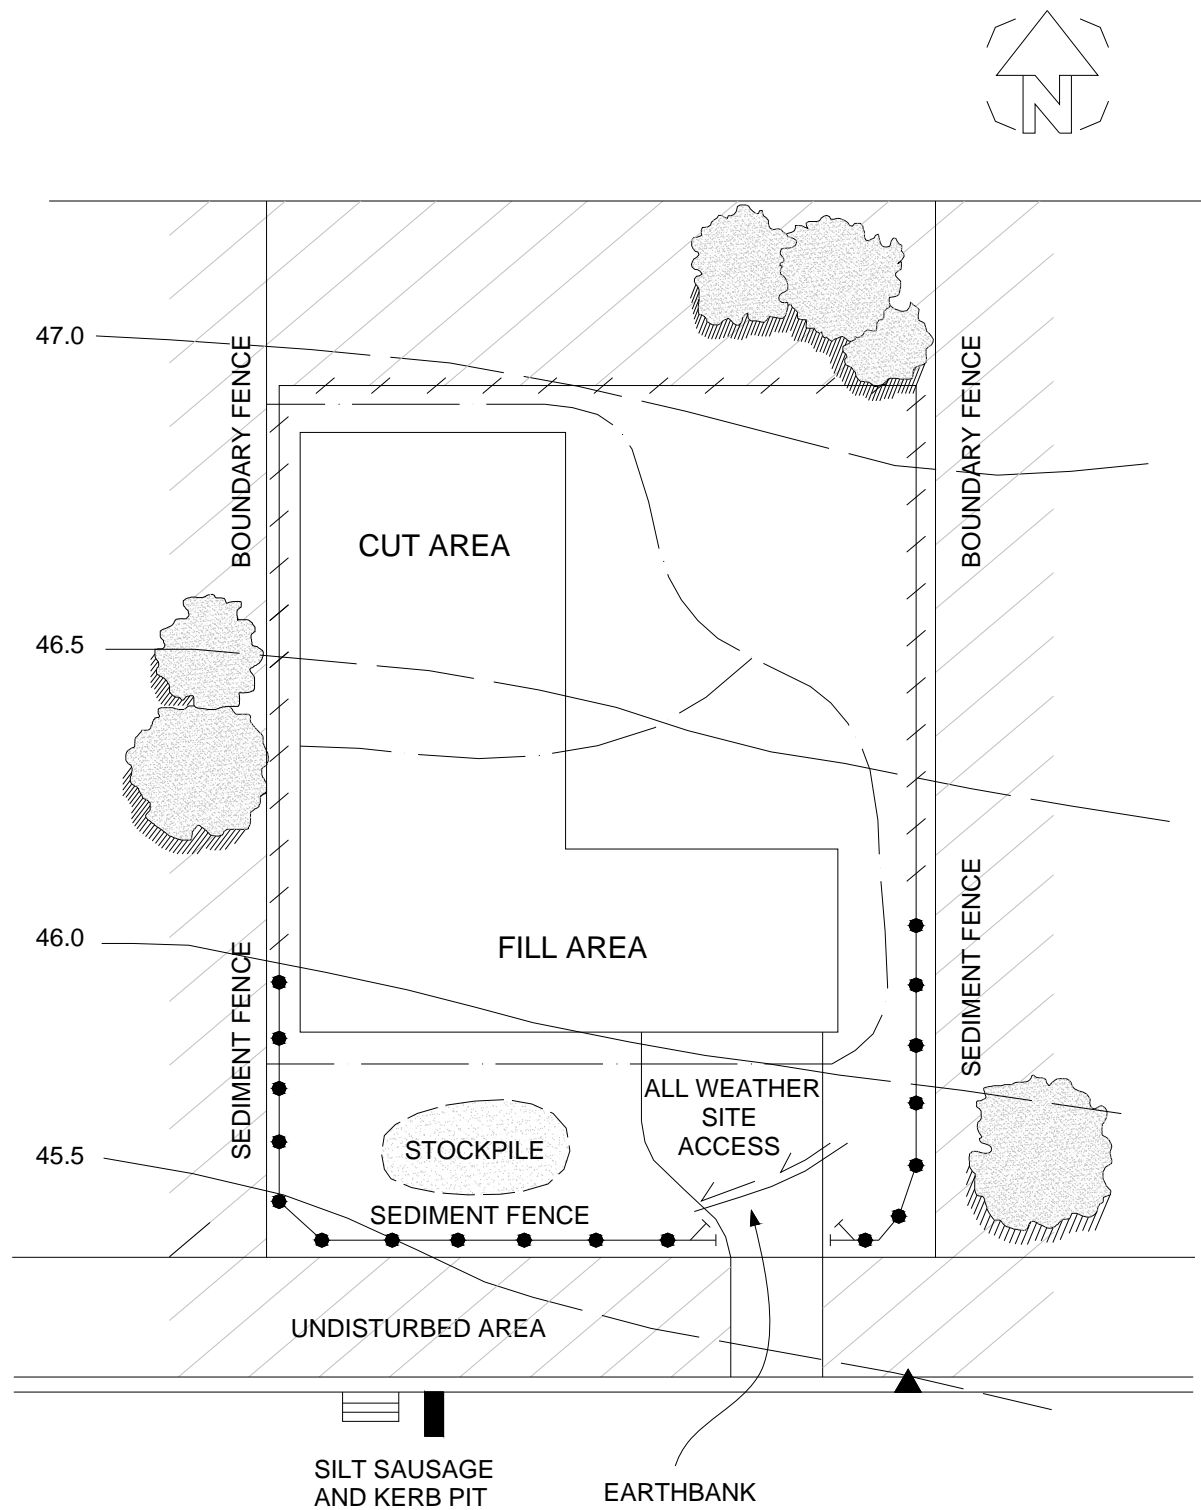 N
47.0
BOUNDARY FENCE
BOUNDARY FENCE
CUT AREA
46.5
46.0
FILL AREA
SEDIMENT FENCE
SEDIMENT FENCE
ALL WEATHER
SITE
ACCESS
STOCKPILE
45.5
SEDIMENT FENCE
UNDISTURBED AREA
SILT SAUSAGE
AND KERB PIT
EARTHBANK